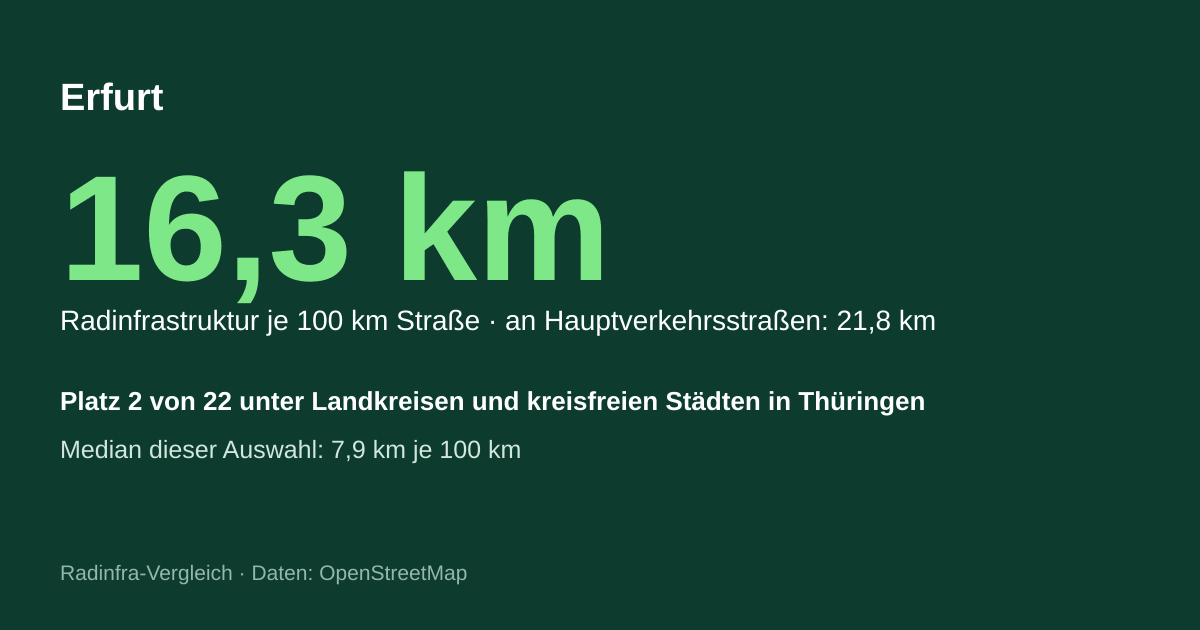 Erfurt
16,3 km
Radinfrastruktur je 100 km Straße · an Hauptverkehrsstraßen: 21,8 km
Platz 2 von 22 unter Landkreisen und kreisfreien Städten in Thüringen
Median dieser Auswahl: 7,9 km je 100 km
Radinfra-Vergleich · Daten: OpenStreetMap